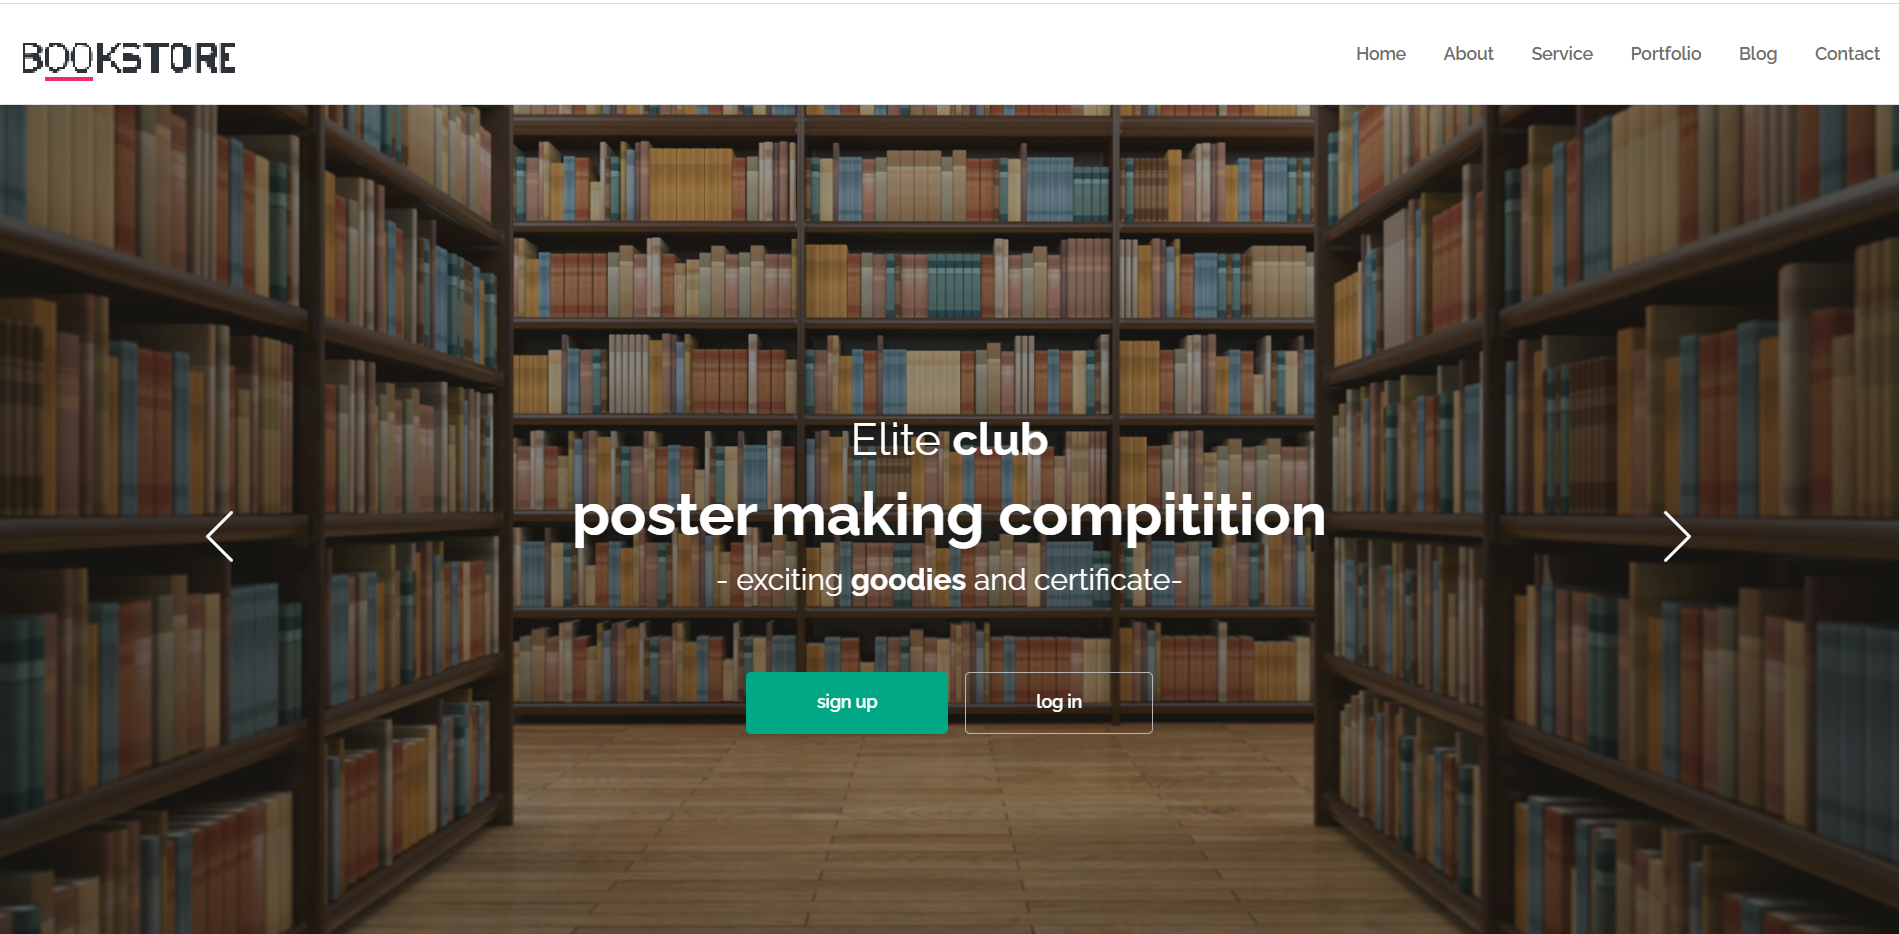 BOOKSTORE
Home About Service Portfolio Blog Contact
Elite club
poster making compitition
- exciting goodies and certificate-
sign up log in